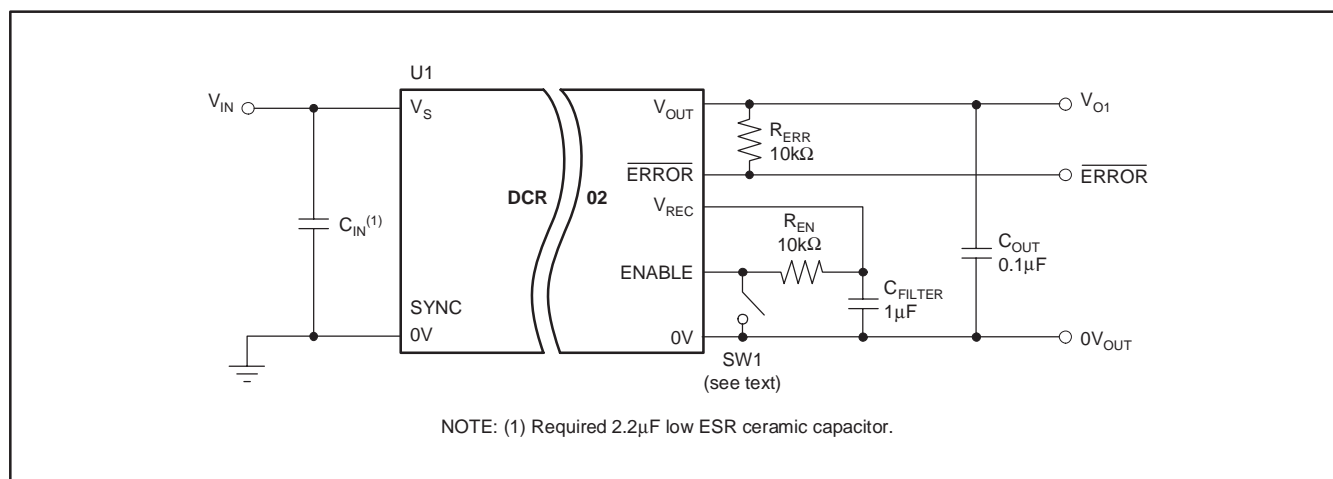 U1
V_IN
V_S
V_OUT
V_O1
R_ERR
10kΩ
ERROR
ERROR
DCR
02
V_REC
C_IN(1)
R_EN
10kΩ
C_OUT
0.1μF
ENABLE
C_FILTER
1μF
SYNC
0V
0V
0V_OUT
SW1
(see text)
NOTE: (1) Required 2.2μF low ESR ceramic capacitor.